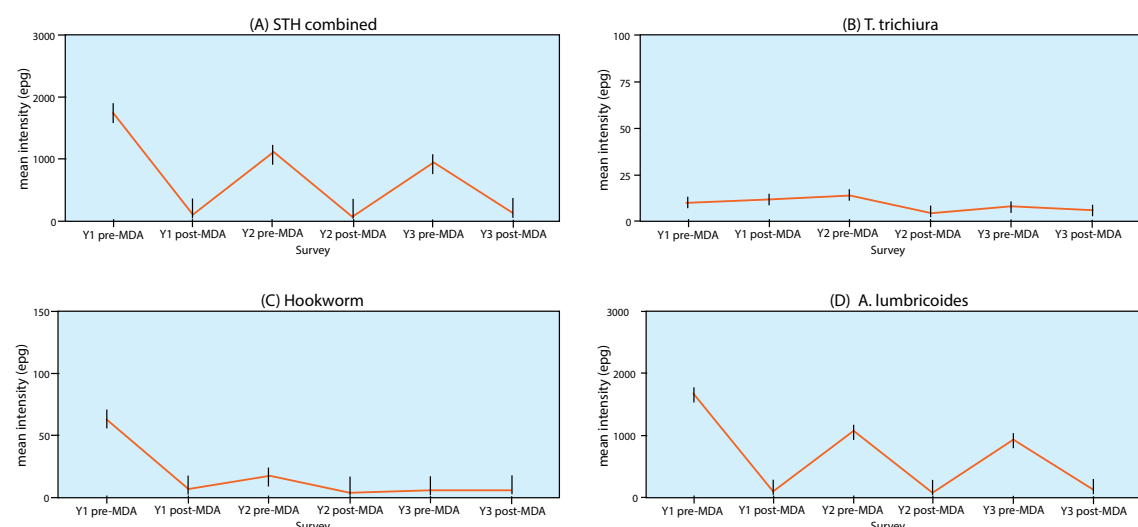 (A) STH combined
mean intensity (epg)
3000
2000
1000
0
Y1 pre-MDA Y1 post-MDA Y2 pre-MDA Y2 post-MDA Y3 pre-MDA Y3 post-MDA
Survey
(B) T. trichiura
mean intensity (epg)
100
75
50
25
0
Y1 pre-MDA Y1 post-MDA Y2 pre-MDA Y2 post-MDA Y3 pre-MDA Y3 post-MDA
Survey
(C) Hookworm
mean intensity (epg)
150
100
50
0
Y1 pre-MDA Y1 post-MDA Y2 pre-MDA Y2 post-MDA Y3 pre-MDA Y3 post-MDA
Survey
(D) A. lumbricoides
mean intensity (epg)
3000
2000
1000
0
Y1 pre-MDA Y1 post-MDA Y2 pre-MDA Y2 post-MDA Y3 pre-MDA Y3 post-MDA
Survey